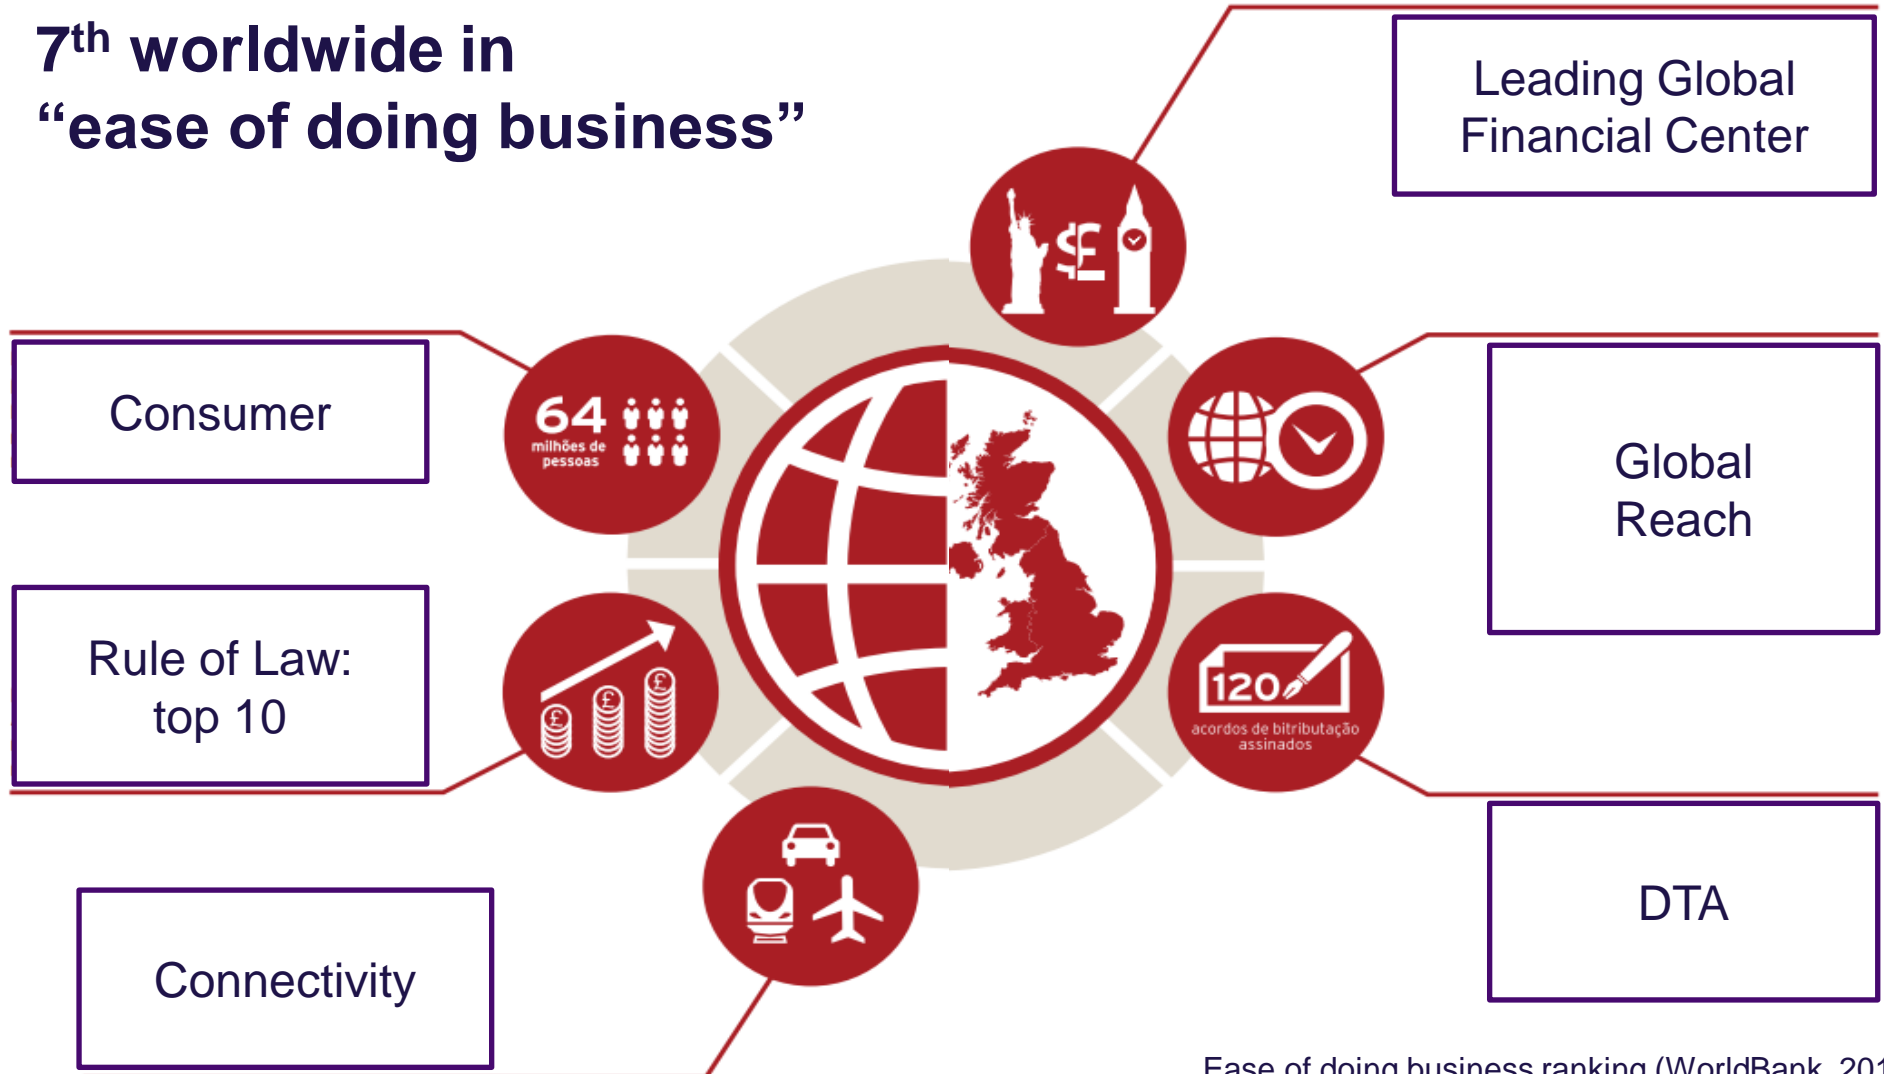 7th worldwide in
“ease of doing business”
Leading Global
Financial Center
Consumer
64
milhões de
pessoas
Global
Reach
Rule of Law:
top 10
120
acordos de bitributação
assinados
Connectivity
DTA
Ease of doing business ranking (WorldBank, 201